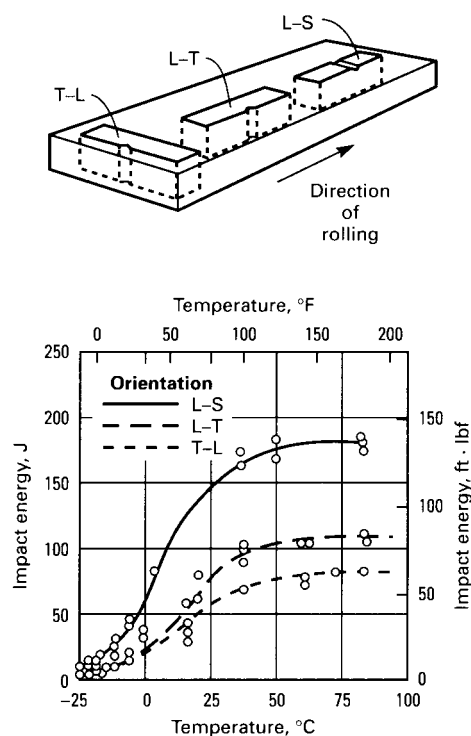 L–S
L–T
T–L
Direction
of
rolling
Temperature, °F
0 50 100 150 200
Impact energy, J
250
200
150
100
50
0
Orientation
L–S
L–T
T–L
150
100
50
0
Impact energy, ft · lbf
−25 0 25 50 75 100
Temperature, °C